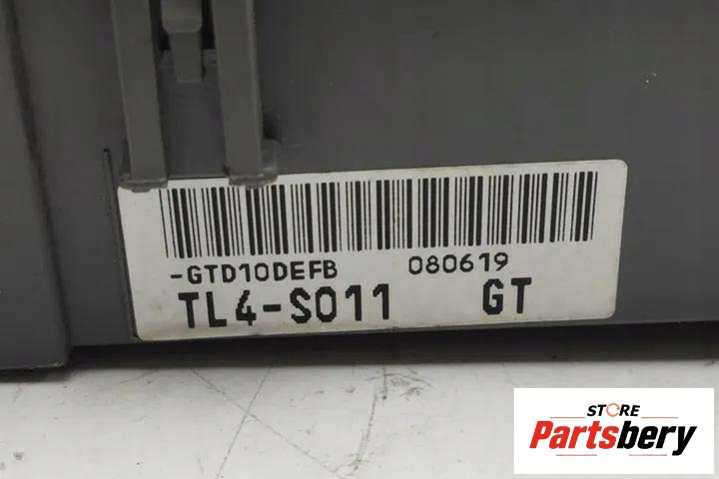 -GTD10DEFB 080619
TL4-S011 GT
STORE
Partsbery